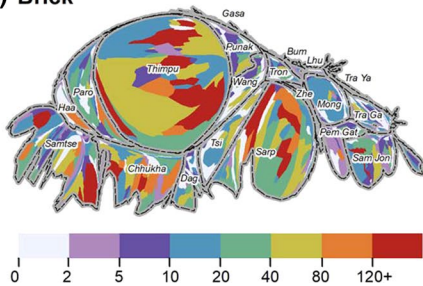 ) Brick
Gasa
Punak
Bum
Lhu
Thimpu
Tron
Tra Ya
Wang
Paro
Zhe
Mong
Haa
Tra Ga
Pem Gat
Samtse
Tsi
Sarp
Sam Jon
Chhukha
Dag
0 2 5 10 20 40 80 120+